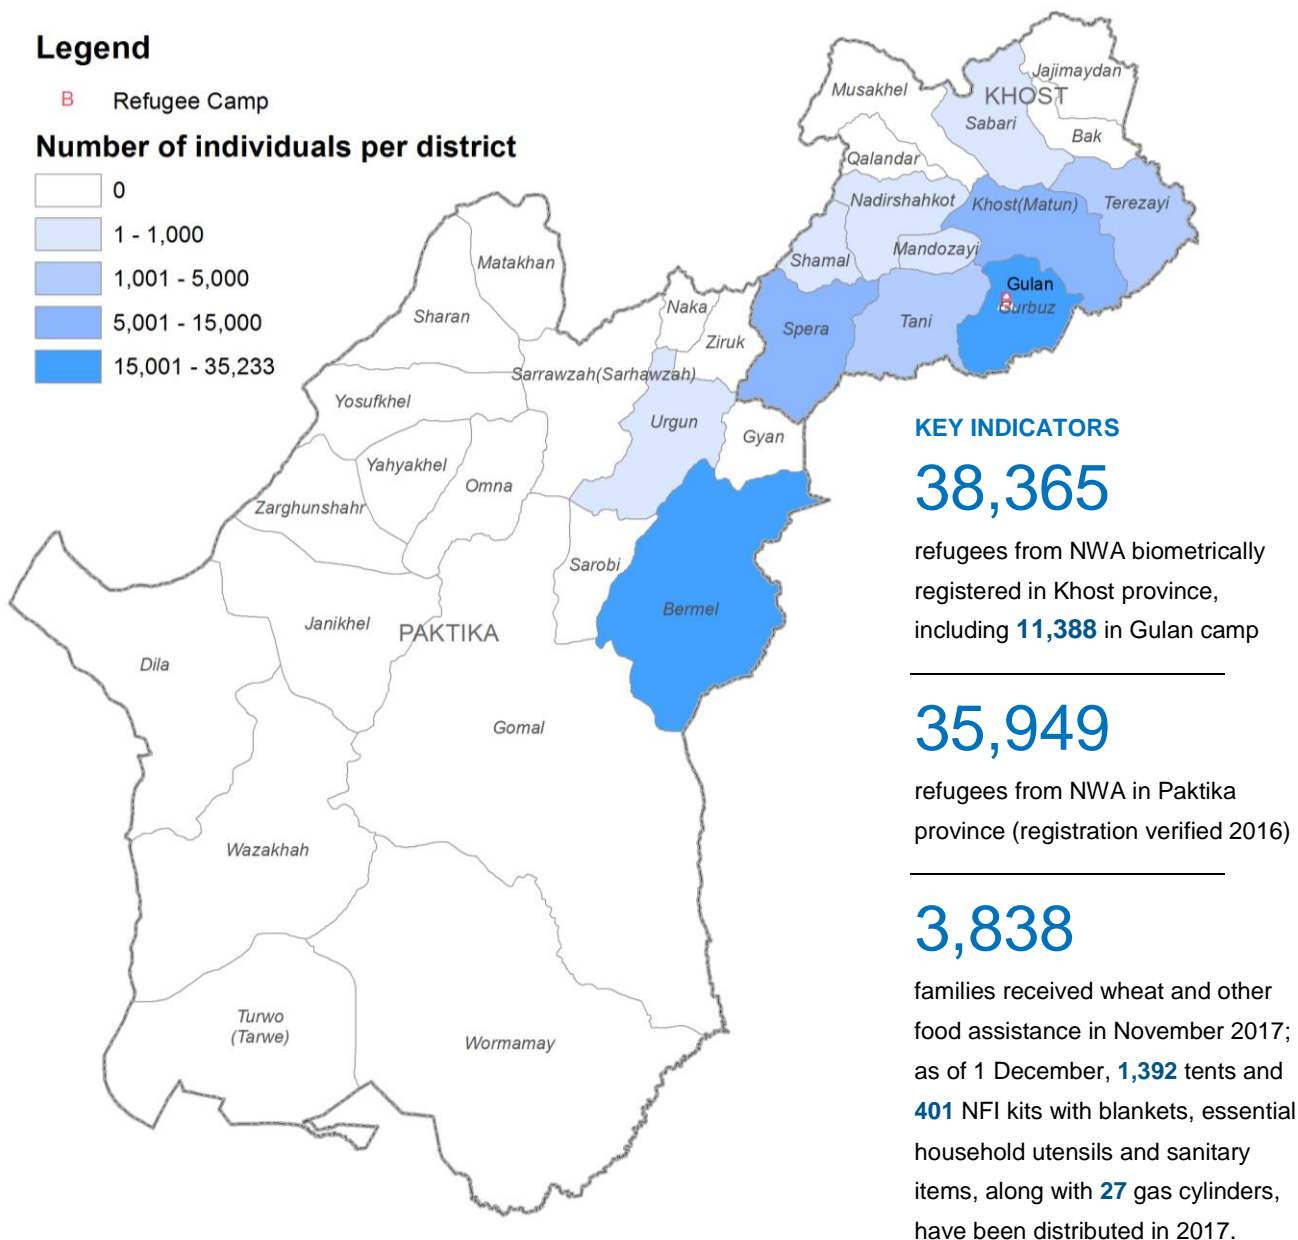 Legend
B Refugee Camp
Number of individuals per district
0
1 - 1,000
1,001 - 5,000
5,001 - 15,000
15,001 - 35,233
Jajimaydan
Musakhel
KHOST
Sabari
Bak
Qalandar
Nadirshahkot
Khost(Matun)
Terezayi
Mandozayi
Shamal
Matakhan
Gulan
Gurbuz
Naka
Sharan
Spera
Tani
Ziruk
Sarrawzah(Sarhawzah)
Yosufkhel
Urgun
Gyan
Yahyakhel
Omna
Zarghunshahr
Sarobi
Bermel
Janikhel
PAKTIKA
Dila
Gomal
Wazakhah
Turwo
(Tarwe)
Wormamay
KEY INDICATORS
38,365
refugees from NWA biometrically
registered in Khost province,
including 11,388 in Gulan camp
35,949
refugees from NWA in Paktika
province (registration verified 2016)
3,838
families received wheat and other
food assistance in November 2017;
as of 1 December, 1,392 tents and
401 NFI kits with blankets, essential
household utensils and sanitary
items, along with 27 gas cylinders,
have been distributed in 2017.